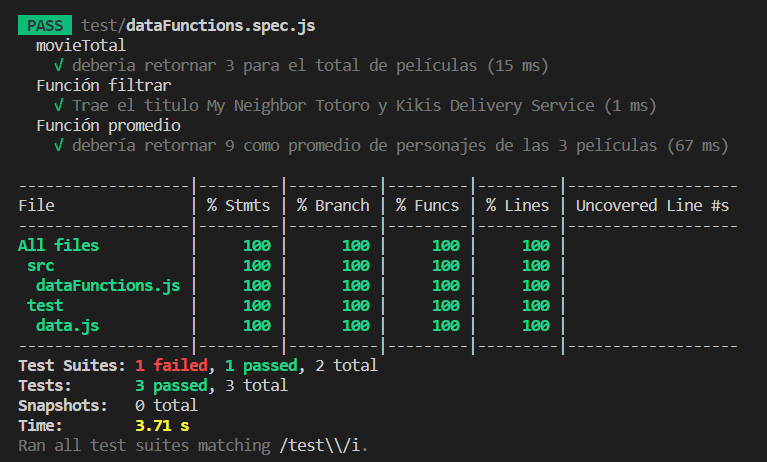 PASS test/dataFunctions.spec.js
movieTotal
√ deberia retornar 3 para el total de películas (15 ms)
Función filtrar
√ Trae el titulo My Neighbor Totoro y Kikis Delivery Service (1 ms)
Función promedio
√ debería retornar 9 como promedio de personajes de las 3 películas (67 ms)
-------------------|---------|----------|---------|---------|-------------------
File               | % Stmts | % Branch | % Funcs | % Lines | Uncovered Line #s
-------------------|---------|----------|---------|---------|-------------------
All files          |     100 |      100 |     100 |     100 |
 src               |     100 |      100 |     100 |     100 |
  dataFunctions.js |     100 |      100 |     100 |     100 |
 test              |     100 |      100 |     100 |     100 |
  data.js          |     100 |      100 |     100 |     100 |
-------------------|---------|----------|---------|---------|-------------------
Test Suites: 1 failed, 1 passed, 2 total
Tests:       3 passed, 3 total
Snapshots:   0 total
Time:        3.71 s
Ran all test suites matching /test\\/i.